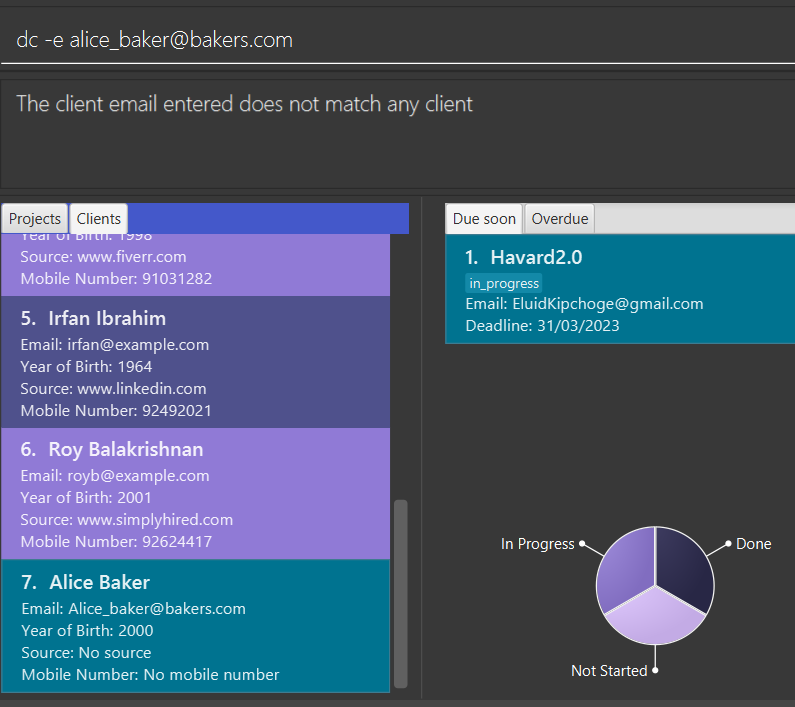 dc -e alice_baker@bakers.com
The client email entered does not match any client
Projects
Clients
Year of Birth: 1998
Source: www.fiverr.com
Mobile Number: 91031282
5. Irfan Ibrahim
Email: irfan@example.com
Year of Birth: 1964
Source: www.linkedin.com
Mobile Number: 92492021
6. Roy Balakrishnan
Email: royb@example.com
Year of Birth: 2001
Source: www.simplyhired.com
Mobile Number: 92624417
7. Alice Baker
Email: Alice_baker@bakers.com
Year of Birth: 2000
Source: No source
Mobile Number: No mobile number
Due soon
Overdue
1. Havard2.0
in_progress
Email: EluidKipchoge@gmail.com
Deadline: 31/03/2023
In Progress
Done
Not Started